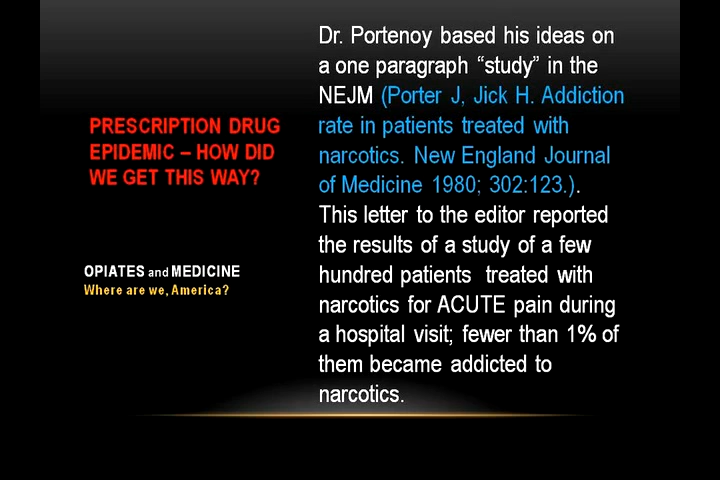 PRESCRIPTION DRUG
EPIDEMIC – HOW DID
WE GET THIS WAY?
OPIATES and MEDICINE
Where are we, America?
Dr. Portenoy based his ideas on
a one paragraph “study” in the
NEJM (Porter J, Jick H. Addiction
rate in patients treated with
narcotics. New England Journal
of Medicine 1980; 302:123.).
This letter to the editor reported
the results of a study of a few
hundred patients treated with
narcotics for ACUTE pain during
a hospital visit; fewer than 1% of
them became addicted to
narcotics.